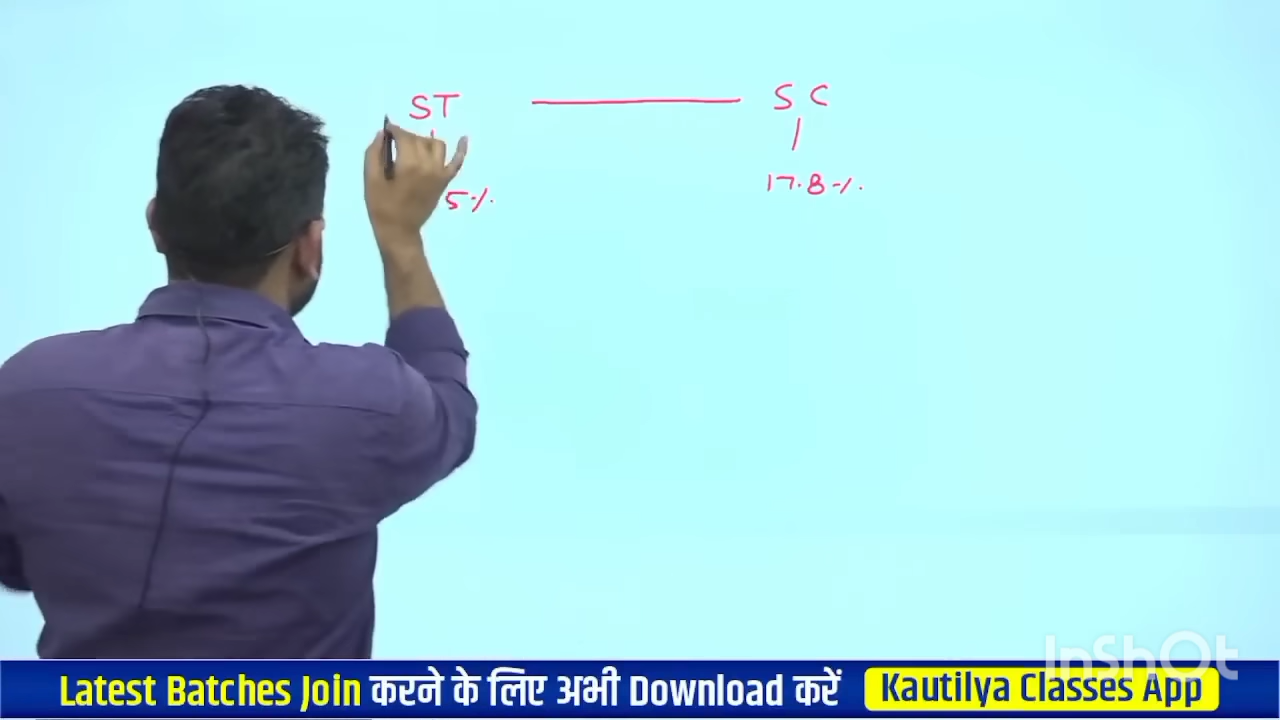 ST SC
5% 17.8%
Latest Batches Join करने के लिए अभी Download करें Kautilya Classes App
InShOt